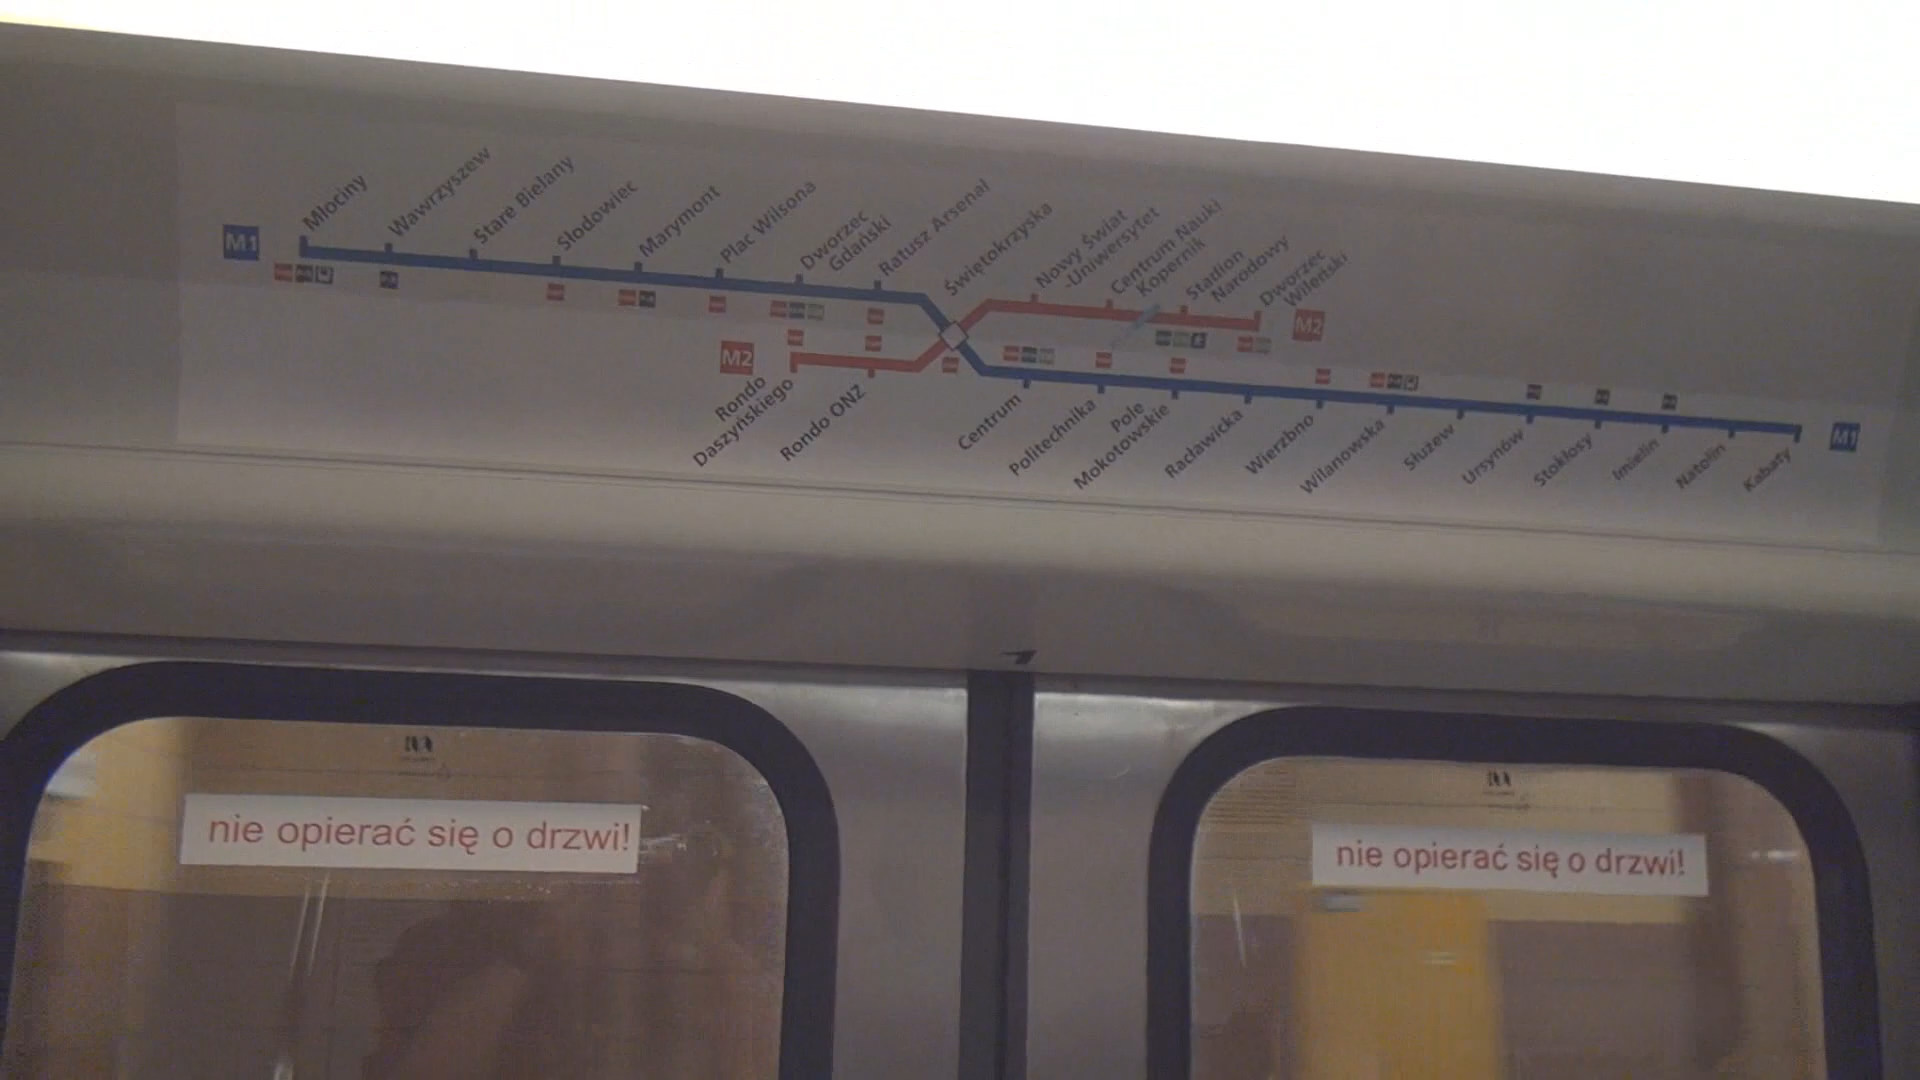 M1
Młociny
Wawrzyszew
Stare Bielany
Słodowiec
Marymont
Plac Wilsona
Dworzec
Gdański
Ratusz Arsenał
Świętokrzyska
Nowy Świat
-Uniwersytet
Centrum Nauki
Kopernik
Stadion
Narodowy
Dworzec
Wileński
M2
M2
Rondo
Daszyńskiego
Rondo ONZ
Centrum
Politechnika
Pole
Mokotowskie
Racławicka
Wierzbno
Wilanowska
Służew
Ursynów
Stokłosy
Imielin
Natolin
Kabaty
M1
nie opierać się o drzwi!
nie opierać się o drzwi!